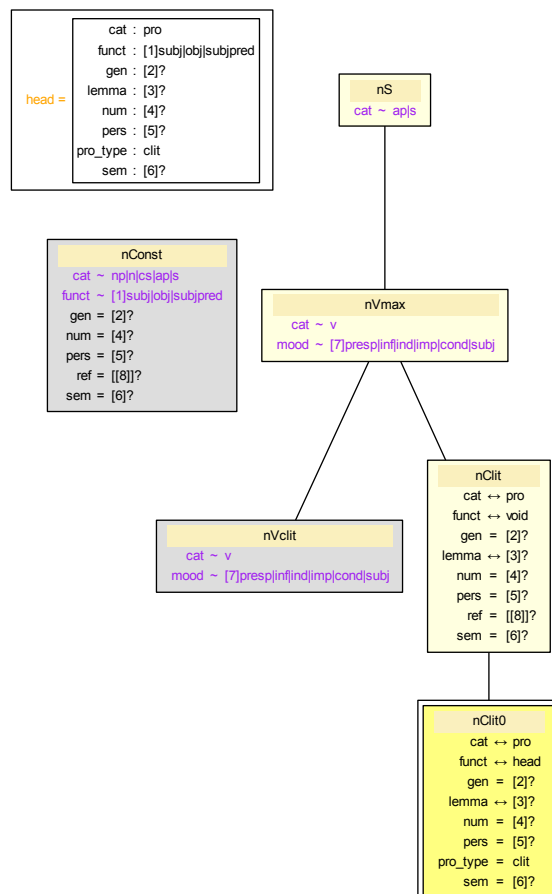 head =
cat : pro
funct : [1]subj|obj|subjpred
gen : [2]?
lemma : [3]?
num : [4]?
pers : [5]?
pro_type : clit
sem : [6]?
nS
cat ~ ap|s
nConst
cat ~ np|n|cs|ap|s
funct ~ [1]subj|obj|subjpred
gen = [2]?
num = [4]?
pers = [5]?
ref = [[8]]?
sem = [6]?
nVmax
cat ~ v
mood ~ [7]presp|inf|ind|imp|cond|subj
nVclit
cat ~ v
mood ~ [7]presp|inf|ind|imp|cond|subj
nClit
cat ↔ pro
funct ↔ void
gen = [2]?
lemma ↔ [3]?
num = [4]?
pers = [5]?
ref = [[8]]?
sem = [6]?
nClit0
cat ↔ pro
funct ↔ head
gen = [2]?
lemma ↔ [3]?
num = [4]?
pers = [5]?
pro_type = clit
sem = [6]?